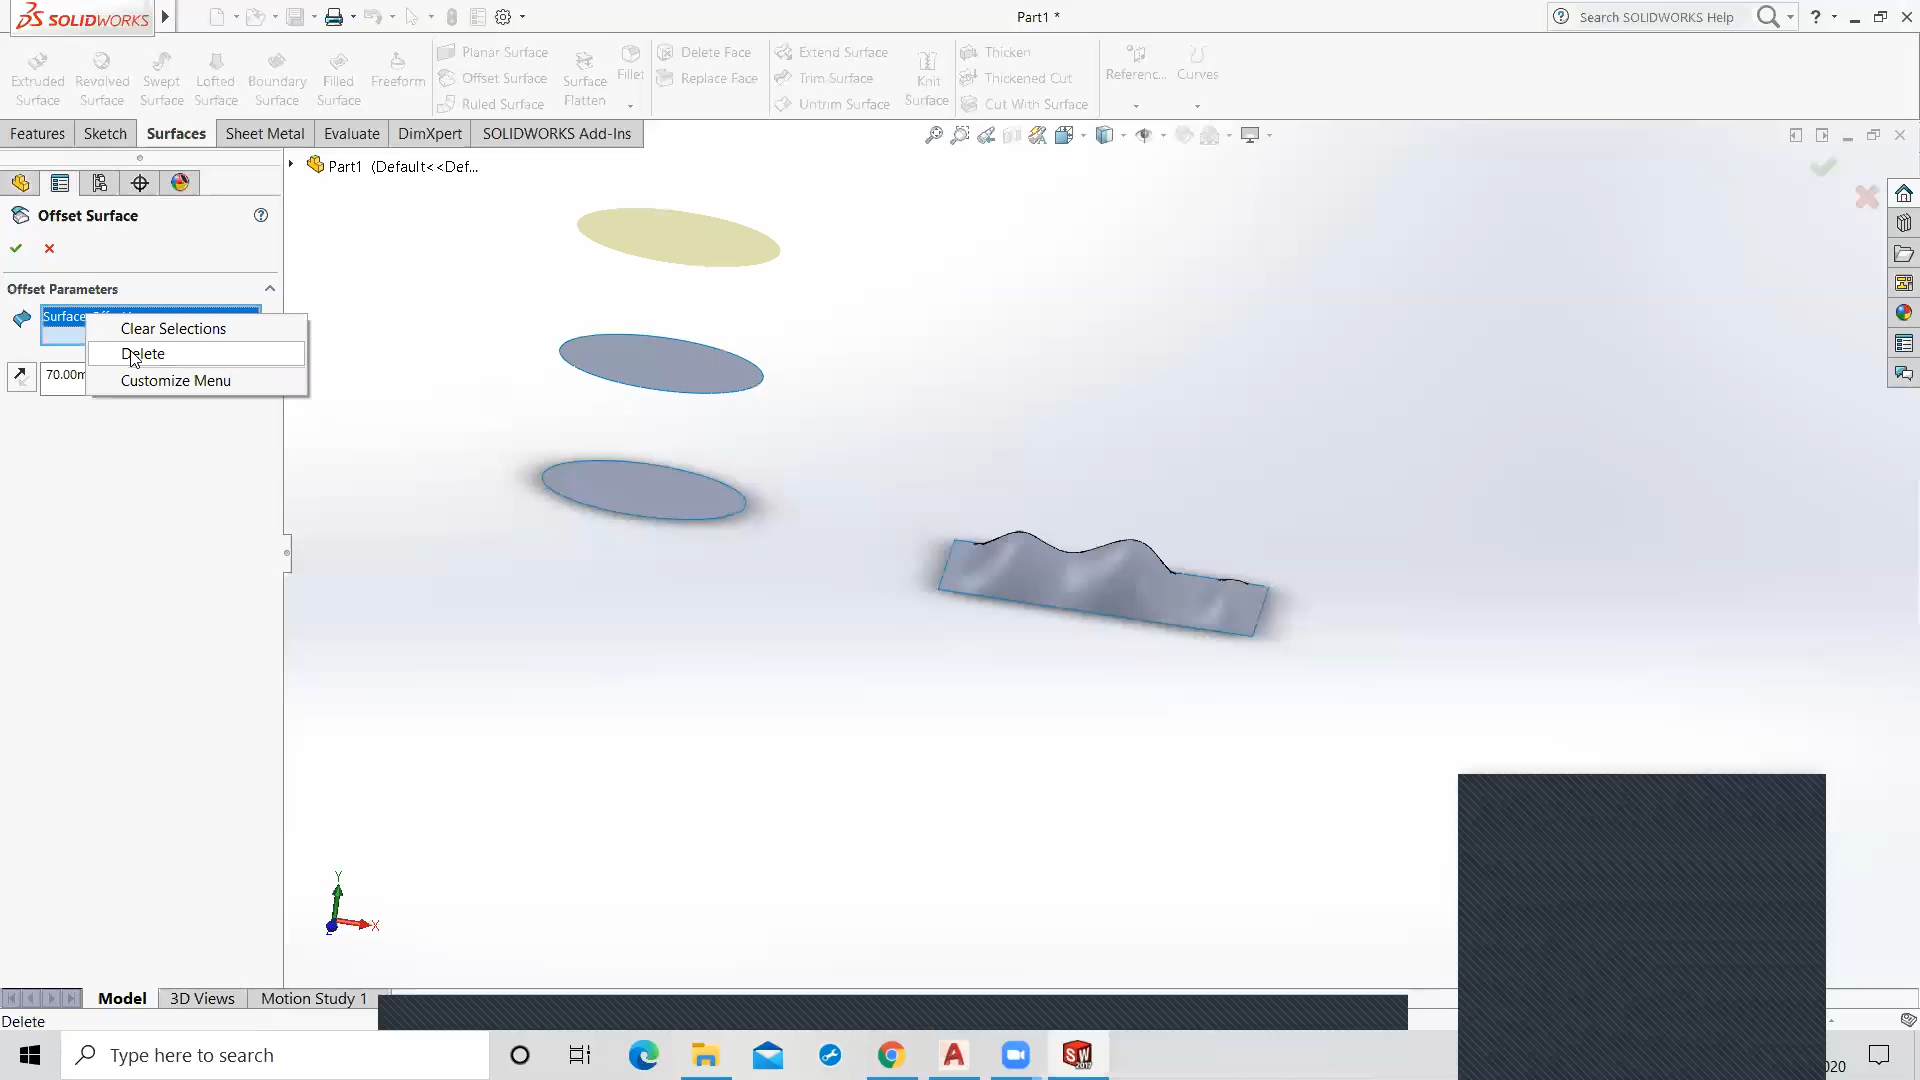 SOLIDWORKS
Part1 *
Search SOLIDWORKS Help
Extruded Surface
Revolved Surface
Swept Surface
Lofted Surface
Boundary Surface
Filled Surface
Freeform
Planar Surface
Offset Surface
Ruled Surface
Surface Flatten
Fillet
Delete Face
Replace Face
Extend Surface
Trim Surface
Untrim Surface
Knit Surface
Thicken
Thickened Cut
Cut With Surface
Referenc...
Curves
Features
Sketch
Surfaces
Sheet Metal
Evaluate
DimXpert
SOLIDWORKS Add-Ins
Part1 (Default<<Def...
Offset Surface
Offset Parameters
Clear Selections
Delete
Customize Menu
70.00m
Y
X
Z
Model
3D Views
Motion Study 1
Delete
Type here to search
SW
2017
020